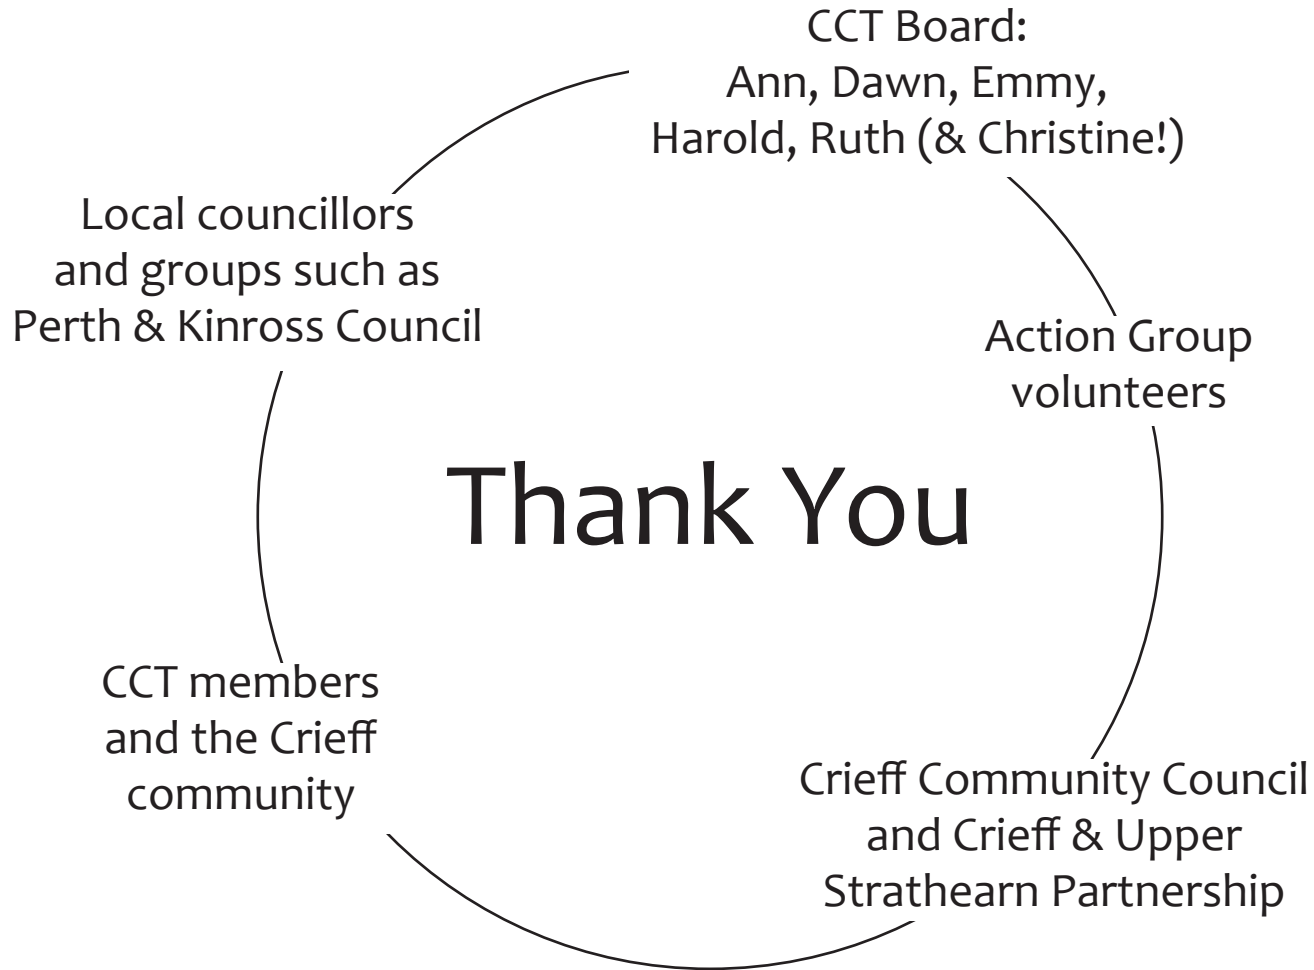 CCT Board:
Ann, Dawn, Emmy,
Harold, Ruth (& Christine!)
Local councillors
and groups such as
Perth & Kinross Council
Action Group
volunteers
Thank You
CCT members
and the Crieff
community
Crieff Community Council
and Crieff & Upper
Strathearn Partnership